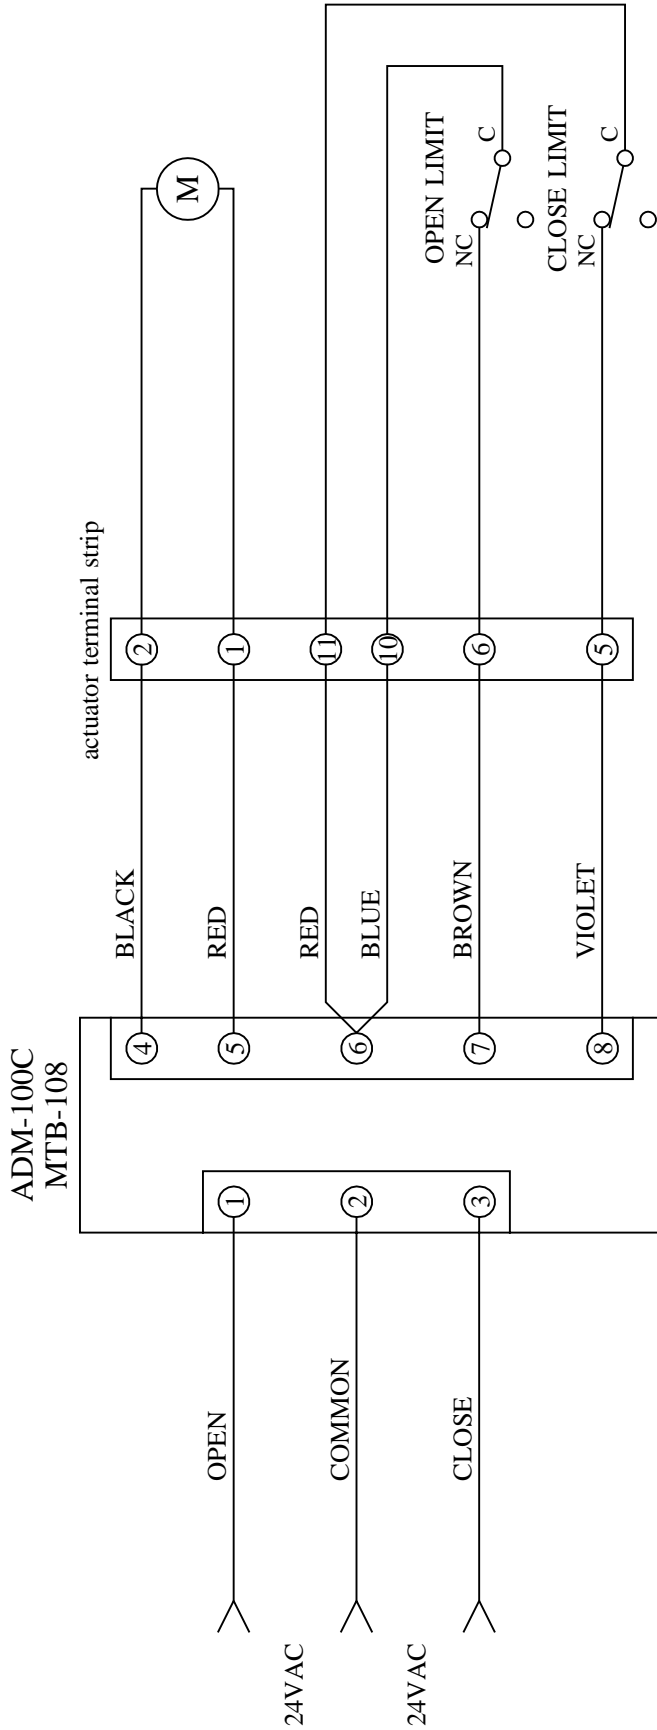 ADM-100C
MTB-108
actuator terminal strip
24VAC
24VAC
OPEN
COMMON
CLOSE
1
2
3
4
5
6
7
8
BLACK
RED
RED
BLUE
BROWN
VIOLET
2
1
11
10
6
5
M
OPEN LIMIT
NC
C
CLOSE LIMIT
NC
C